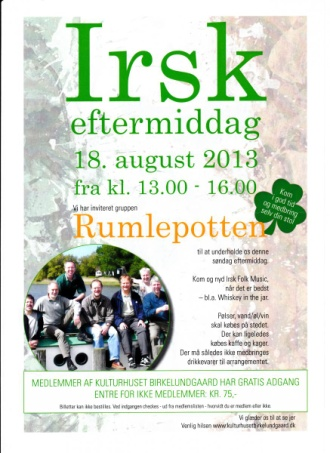 Irsk
eftermiddag
18. august 2013
fra kl. 13.00 - 16.00
Kom
i god tid
og medbring
selv din stol
Vi har inviteret gruppen
Rumlepotten
til at underholde os denne
søndag eftermiddag.
Kom og nyd Irsk Folk Music,
når det er bedst
– bl.a. Whiskey in the jar.
Pølser, vand/øl/vin
skal købes på stedet.
Der kan ligeledes
købes kaffe og kager.
Der må således ikke medbringes
drikkevarer til arrangementet.
MEDLEMMER AF KULTURHUSET BIRKELUNDGAARD HAR GRATIS ADGANG
ENTRE FOR IKKE MEDLEMMER: KR. 75,-
Billetter kan ikke bestilles. Ved indgangen checkes - ud fra medlemslisten - hvorvidt du er medlem eller ikke.
Vi glæder os til at se jer
Venlig hilsen www.kulturhusetbirkelundgaard.dk